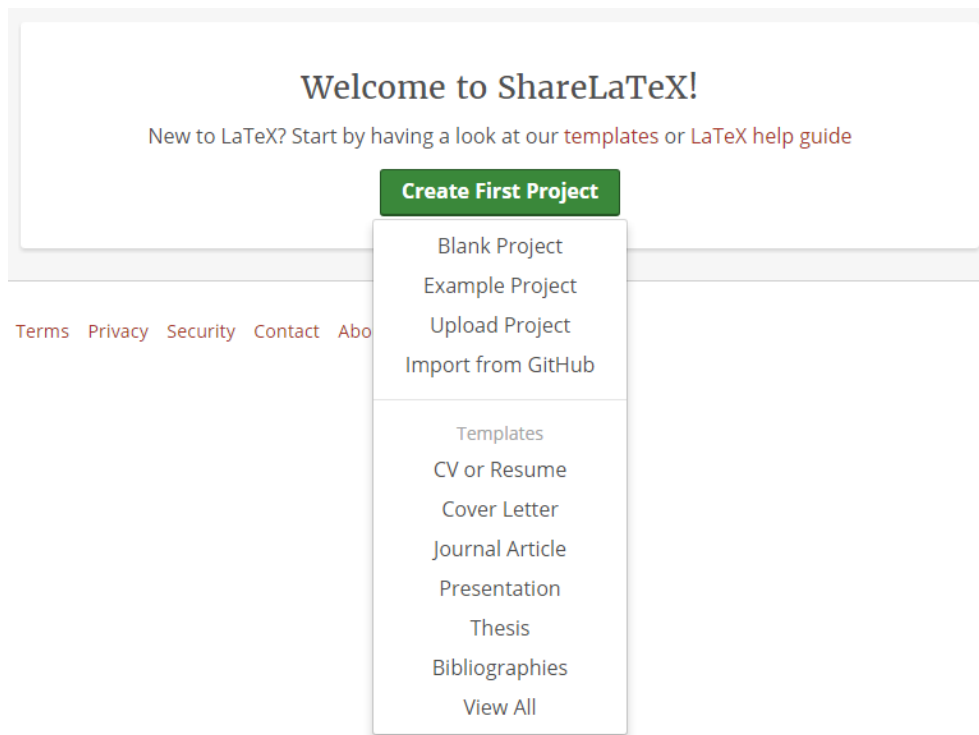 Welcome to ShareLaTeX!
New to LaTeX? Start by having a look at our templates or LaTeX help guide
Create First Project
Blank Project
Example Project
Upload Project
Import from GitHub
Terms Privacy Security Contact Abo
Templates
CV or Resume
Cover Letter
Journal Article
Presentation
Thesis
Bibliographies
View All